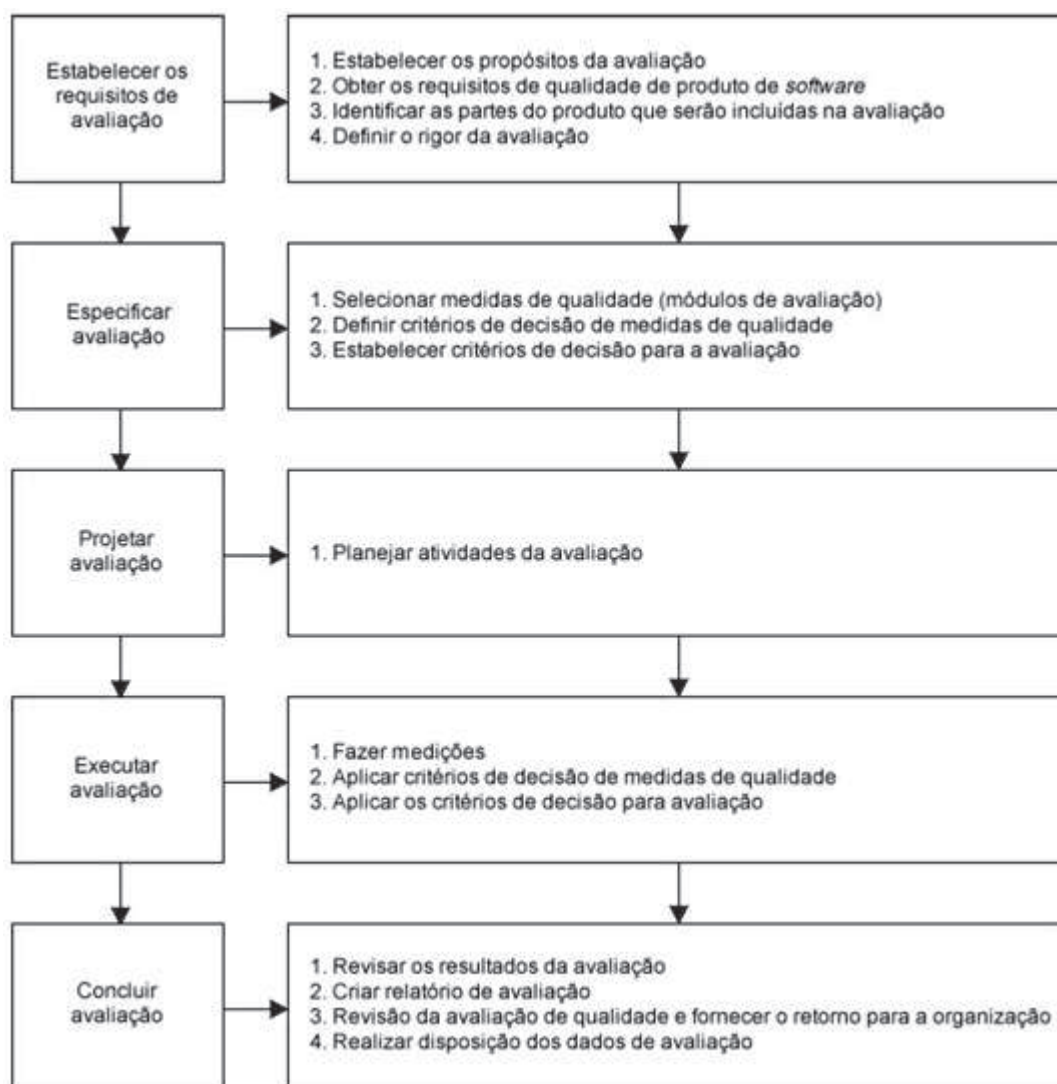 Estabelecer os
requisitos de
avaliação
1. Estabelecer os propósitos da avaliação
2. Obter os requisitos de qualidade de produto de software
3. Identificar as partes do produto que serão incluídas na avaliação
4. Definir o rigor da avaliação
Especificar
avaliação
1. Selecionar medidas de qualidade (módulos de avaliação)
2. Definir critérios de decisão de medidas de qualidade
3. Estabelecer critérios de decisão para a avaliação
Projetar
avaliação
1. Planejar atividades da avaliação
Executar
avaliação
1. Fazer medições
2. Aplicar critérios de decisão de medidas de qualidade
3. Aplicar os critérios de decisão para avaliação
Concluir
avaliação
1. Revisar os resultados da avaliação
2. Criar relatório de avaliação
3. Revisão da avaliação de qualidade e fornecer o retorno para a organização
4. Realizar disposição dos dados de avaliação